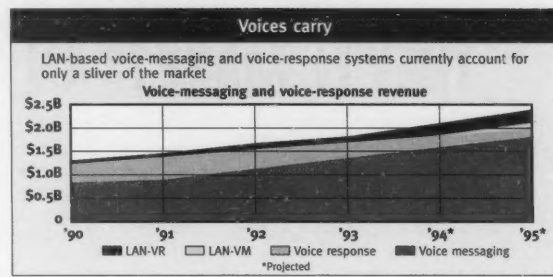 Voices carry
LAN-based voice-messaging and voice-response systems currently account for
only a sliver of the market
Voice-messaging and voice-response revenue
$2.5B
$2.0B
$1.5B
$1.0B
$0.5B
0
'90 '91 '92 '93 '94* '95*
LAN-VR LAN-VM Voice response Voice messaging
*Projected